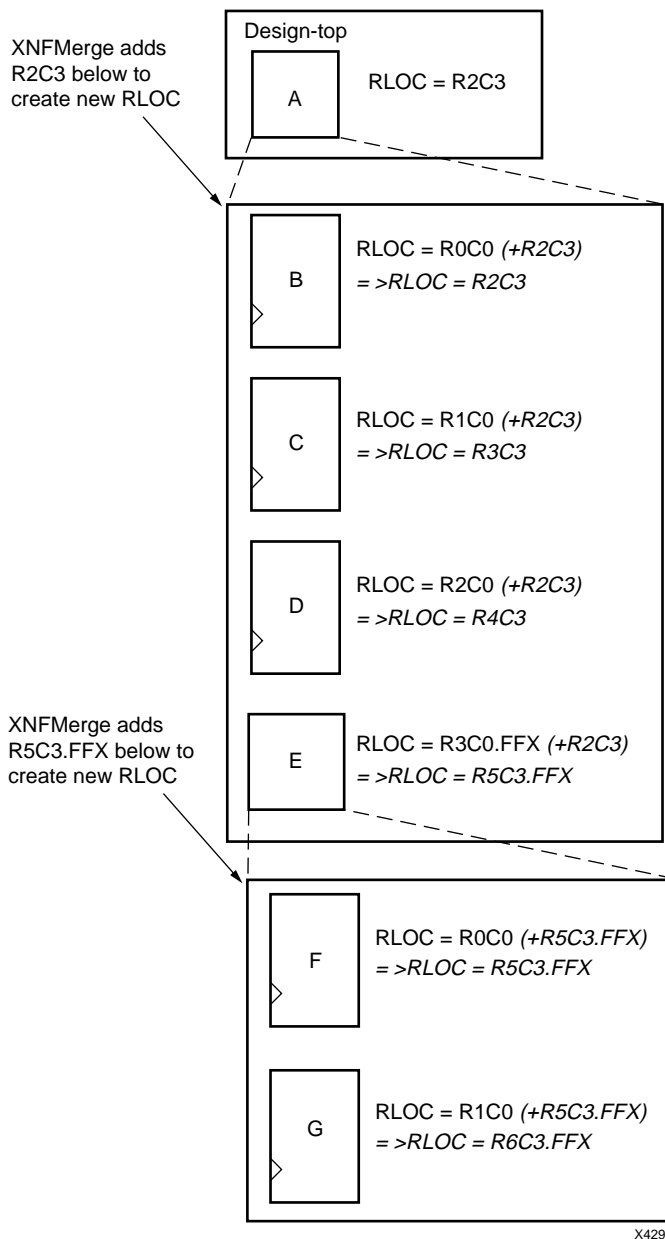 XNFMerge adds
R2C3 below to
create new RLOC
Design-top
A
RLOC = R2C3
B
RLOC = R0C0 (+R2C3)
= >RLOC = R2C3
C
RLOC = R1C0 (+R2C3)
= >RLOC = R3C3
D
RLOC = R2C0 (+R2C3)
= >RLOC = R4C3
XNFMerge adds
R5C3.FFX below to
create new RLOC
E
RLOC = R3C0.FFX (+R2C3)
= >RLOC = R5C3.FFX
F
RLOC = R0C0 (+R5C3.FFX)
= >RLOC = R5C3.FFX
G
RLOC = R1C0 (+R5C3.FFX)
= >RLOC = R6C3.FFX
X429